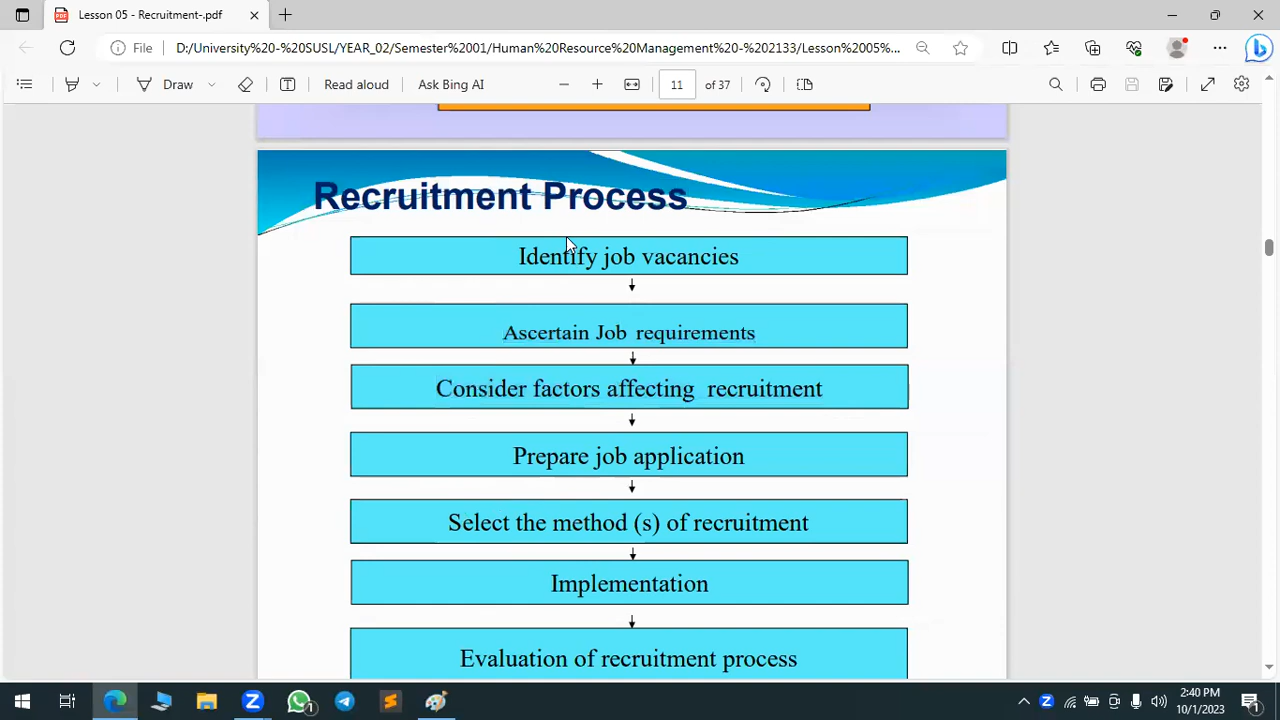 Lesson 05 - Recruitment-.pdf
File
D:/University%20-%20SUSL/YEAR_02/Semester%2001/Human%20Resource%20Management%20-%202133/Lesson%2005%...
Draw
Read aloud
Ask Bing AI
11
of 37
Recruitment Process
Identify job vacancies
Ascertain Job requirements
Consider factors affecting recruitment
Prepare job application
Select the method (s) of recruitment
Implementation
Evaluation of recruitment process
2:40 PM
10/1/2023